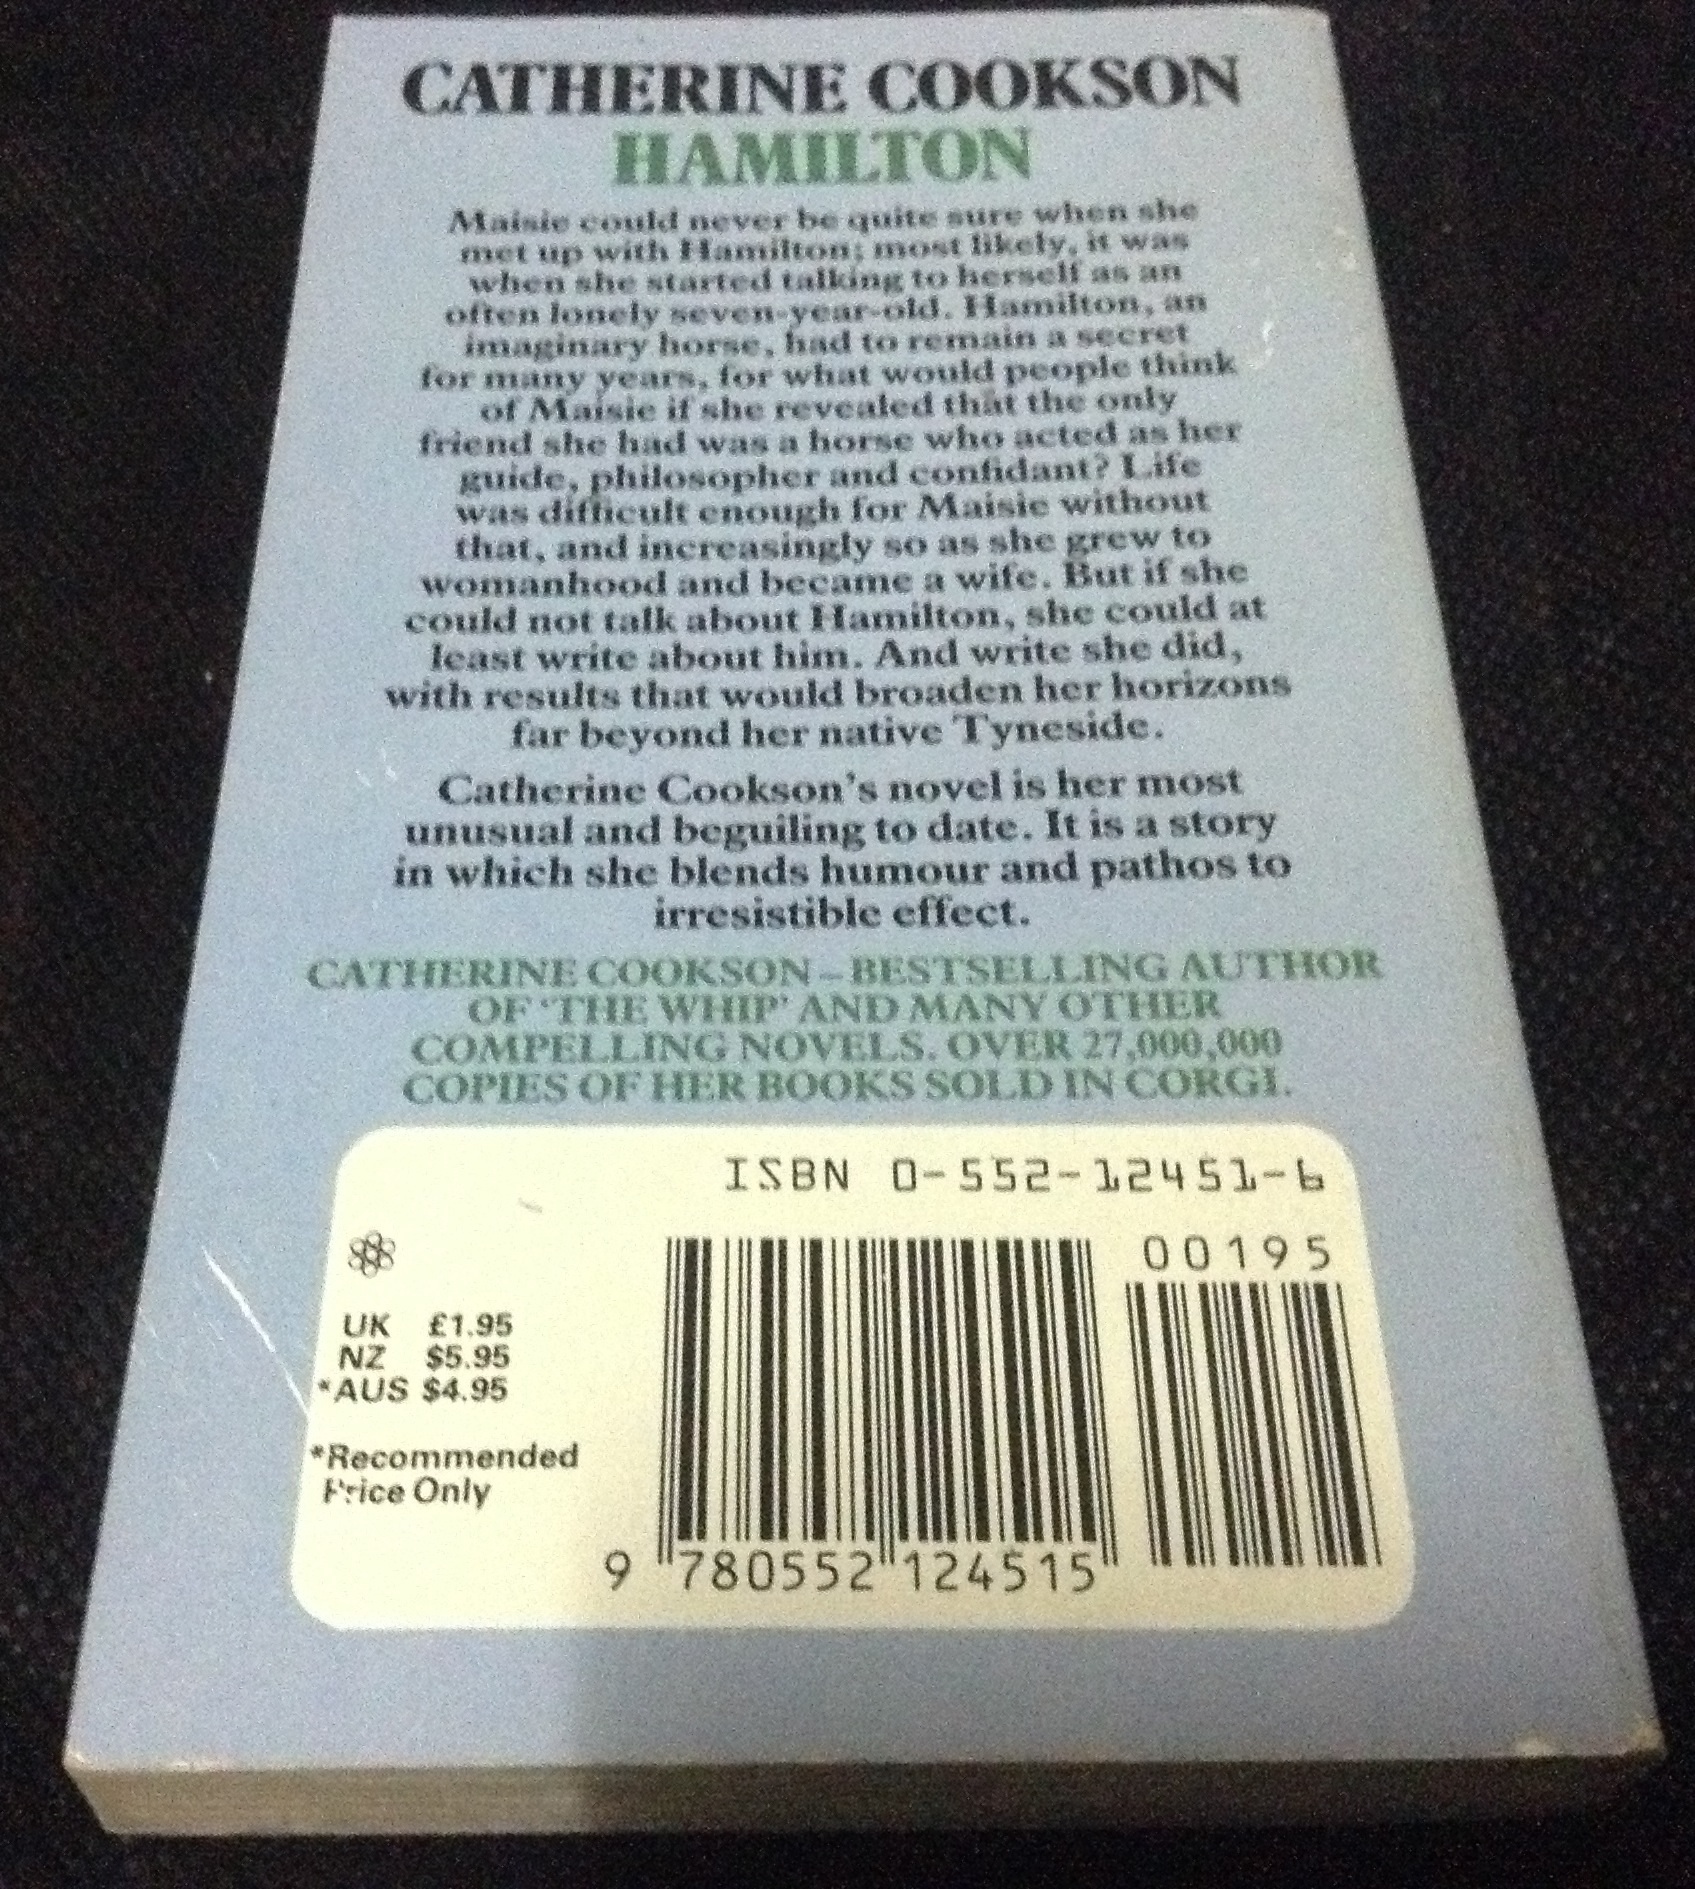 CATHERINE COOKSON
HAMILTON
Maisie could never be quite sure when she
met up with Hamilton; most likely, it was
when she started talking to herself as an
often lonely seven-year-old. Hamilton, an
imaginary horse, had to remain a secret
for many years, for what would people think
of Maisie if she revealed that the only
friend she had was a horse who acted as her
guide, philosopher and confidant? Life
was difficult enough for Maisie without
that, and increasingly so as she grew to
womanhood and became a wife. But if she
could not talk about Hamilton, she could at
least write about him. And write she did,
with results that would broaden her horizons
far beyond her native Tyneside.
Catherine Cookson's novel is her most
unusual and beguiling to date. It is a story
in which she blends humour and pathos to
irresistible effect.
CATHERINE COOKSON – BESTSELLING AUTHOR
OF 'THE WHIP' AND MANY OTHER
COMPELLING NOVELS. OVER 27,000,000
COPIES OF HER BOOKS SOLD IN CORGI.
ISBN 0-552-12451-6
00195
UK £1.95
NZ $5.95
*AUS $4.95
*Recommended
Price Only
9 780552 124515